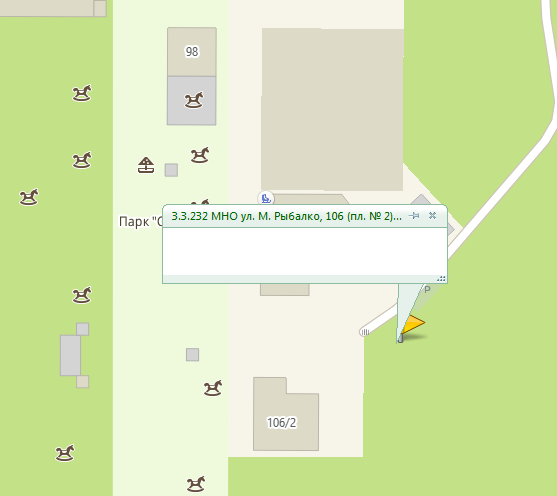 98
3.3.232 МНО ул. М. Рыбалко, 106 (пл. № 2)...
Парк "С
P
106/2